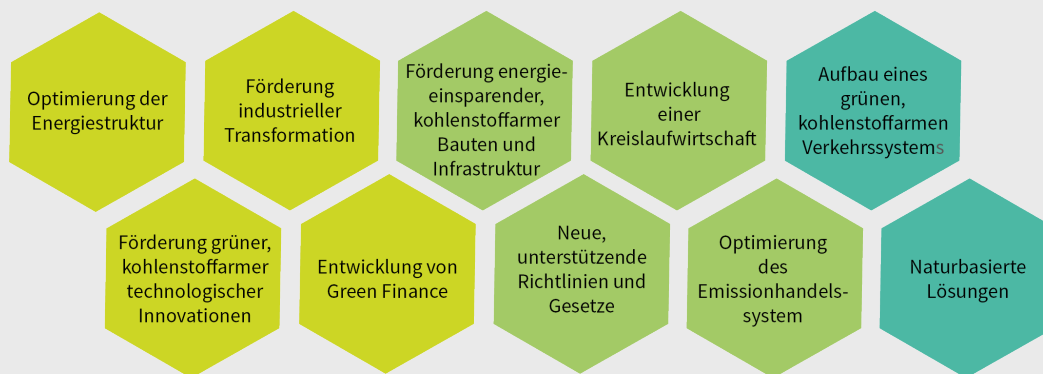 Optimierung der
Energiestruktur
Förderung
industrieller
Transformation
Förderung energie-
einsparender,
kohlenstoffarmer
Bauten und
Infrastruktur
Entwicklung
einer
Kreislaufwirtschaft
Aufbau eines
grünen,
kohlenstoffarmen
Verkehrssystems
Förderung grüner,
kohlenstoffarmer
technologischer
Innovationen
Entwicklung von
Green Finance
Neue,
unterstützende
Richtlinien und
Gesetze
Optimierung
des
Emissionhandels-
system
Naturbasierte
Lösungen